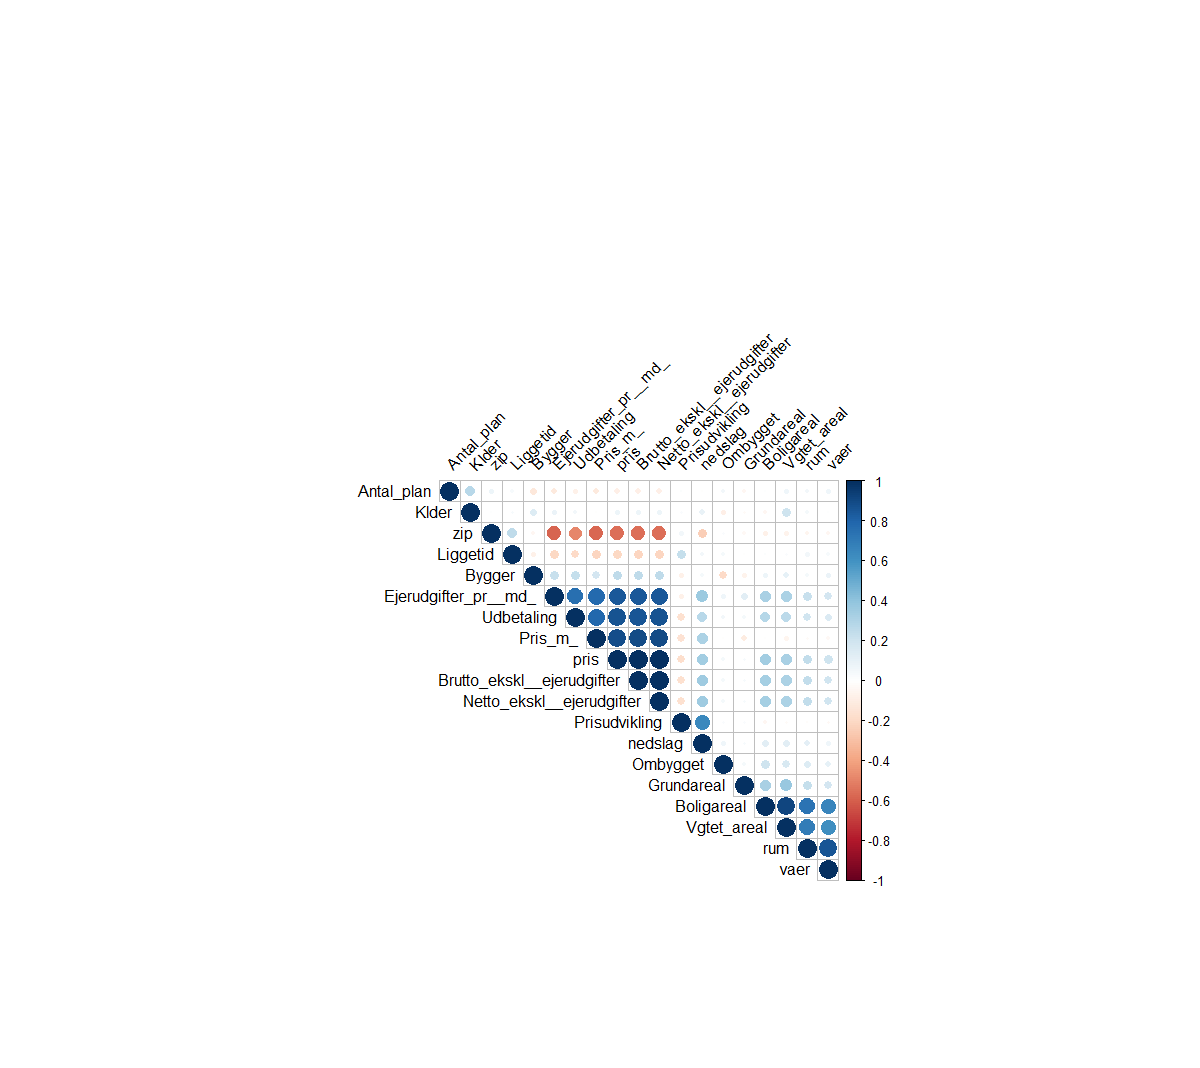 Antal_plan
Klder
zip
Liggetid
Bygger
Ejerudgifter_pr__md_
Udbetaling
Pris_m_
pris
Brutto_ekskl__ejerudgifter
Netto_ekskl__ejerudgifter
Prisudvikling
nedslag
Ombygget
Grundareal
Boligareal
Vgtet_areal
rum
vaer
Antal_plan
Klder
zip
Liggetid
Bygger
Ejerudgifter_pr__md_
Udbetaling
Pris_m_
pris
Brutto_ekskl__ejerudgifter
Netto_ekskl__ejerudgifter
Prisudvikling
nedslag
Ombygget
Grundareal
Boligareal
Vgtet_areal
rum
vaer
1
0.8
0.6
0.4
0.2
0
-0.2
-0.4
-0.6
-0.8
-1